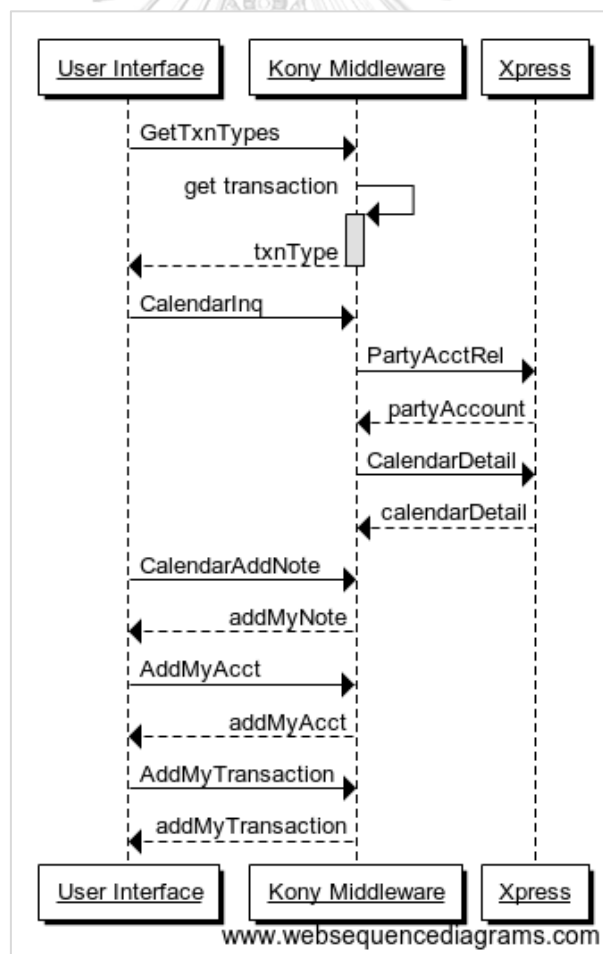 User Interface Kony Middleware Xpress
GetTxnTypes
get transaction
txnType
CalendarInq
PartyAcctRel
partyAccount
CalendarDetail
calendarDetail
CalendarAddNote
addMyNote
AddMyAcct
addMyAcct
AddMyTransaction
addMyTransaction
User Interface Kony Middleware Xpress
www.websequencediagrams.com